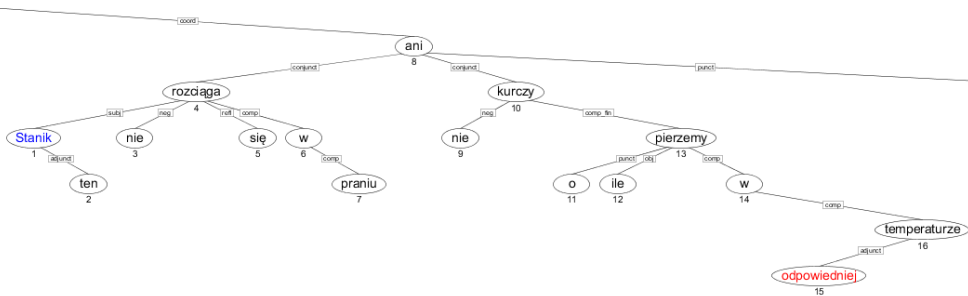 coord
ani
8
conjunct conjunct punct
rozciąga kurczy
4 10
subj neg refl comp neg comp_fin
Stanik nie się w nie pierzemy
1 3 5 6 9 13
adjunct comp punct obj comp
ten praniu o ile w
2 7 11 12 14
comp
temperaturze
16
adjunct
odpowiedniej
15